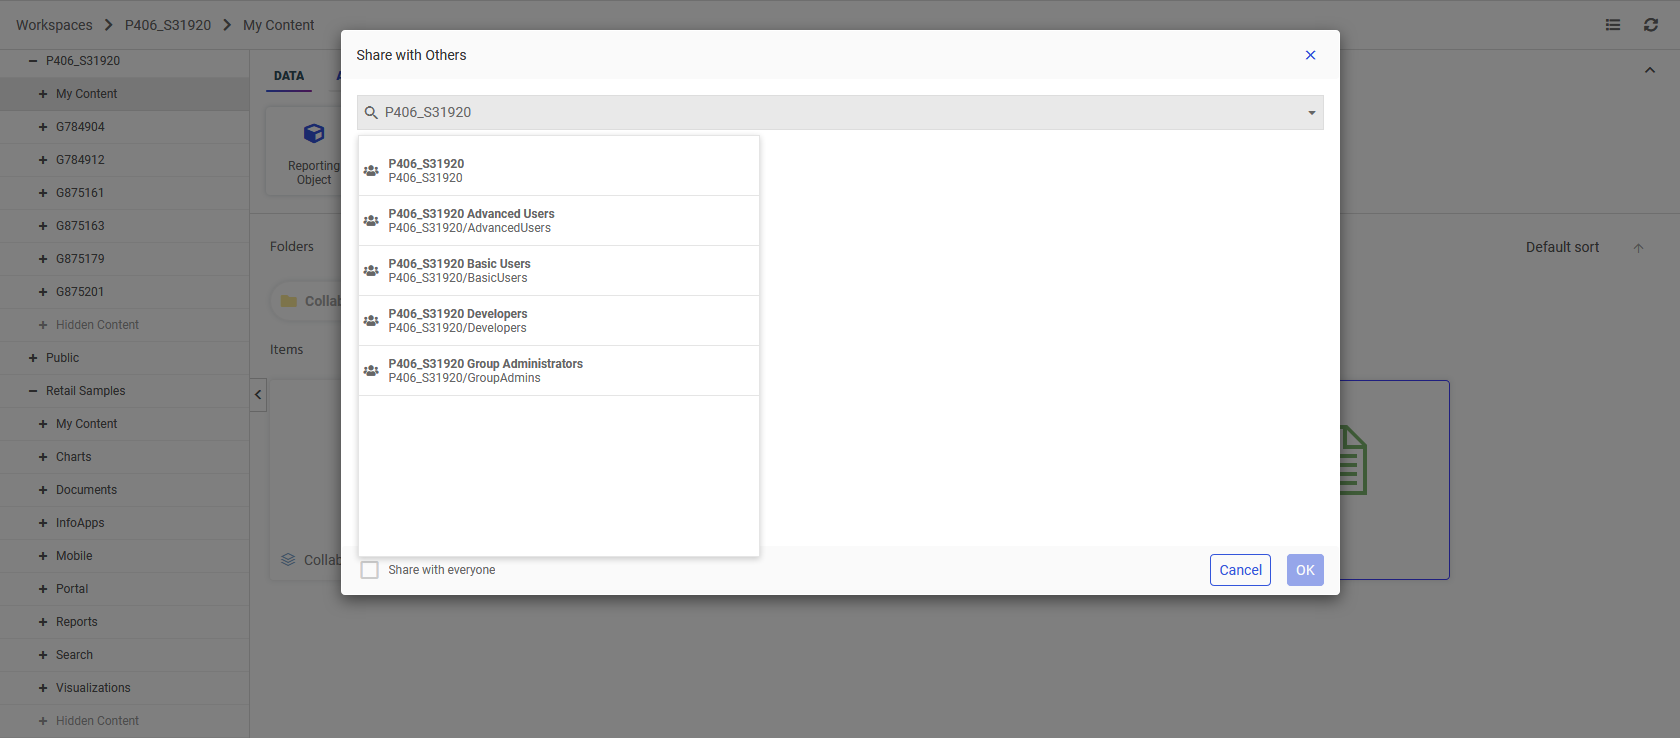 Workspaces > P406_S31920 > My Content
P406_S31920
My Content
G784904
G784912
G875161
G875163
G875179
G875201
Hidden Content
Public
Retail Samples
My Content
Charts
Documents
InfoApps
Mobile
Portal
Reports
Search
Visualizations
Hidden Content
DATA
Reporting
Object
Folders
Default sort
Items
Share with Others
P406_S31920
P406_S31920
P406_S31920
P406_S31920 Advanced Users
P406_S31920/AdvancedUsers
P406_S31920 Basic Users
P406_S31920/BasicUsers
P406_S31920 Developers
P406_S31920/Developers
P406_S31920 Group Administrators
P406_S31920/GroupAdmins
Share with everyone
Cancel
OK